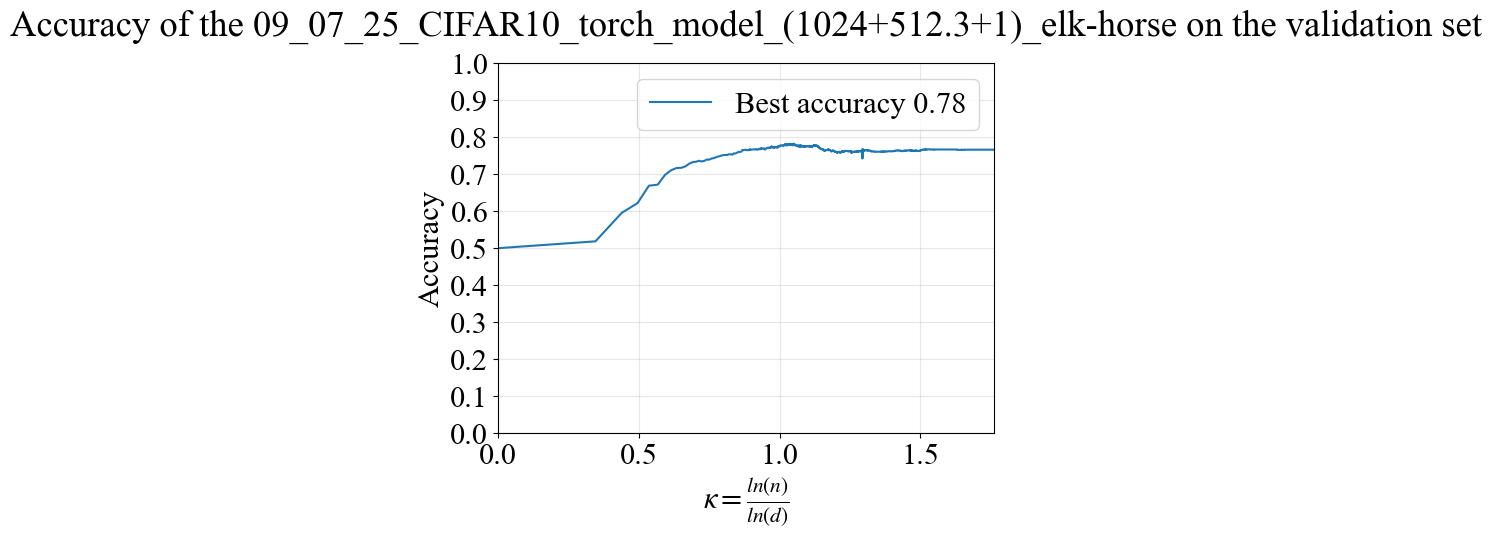 Accuracy of the 09_07_25_CIFAR10_torch_model_(1024+512.3+1)_elk-horse on the validation set
1.0
0.9
0.8
0.7
0.6
0.5
0.4
0.3
0.2
0.1
0.0
Accuracy
Best accuracy 0.78
0.0 0.5 1.0 1.5
κ = ln(n)/ln(d)